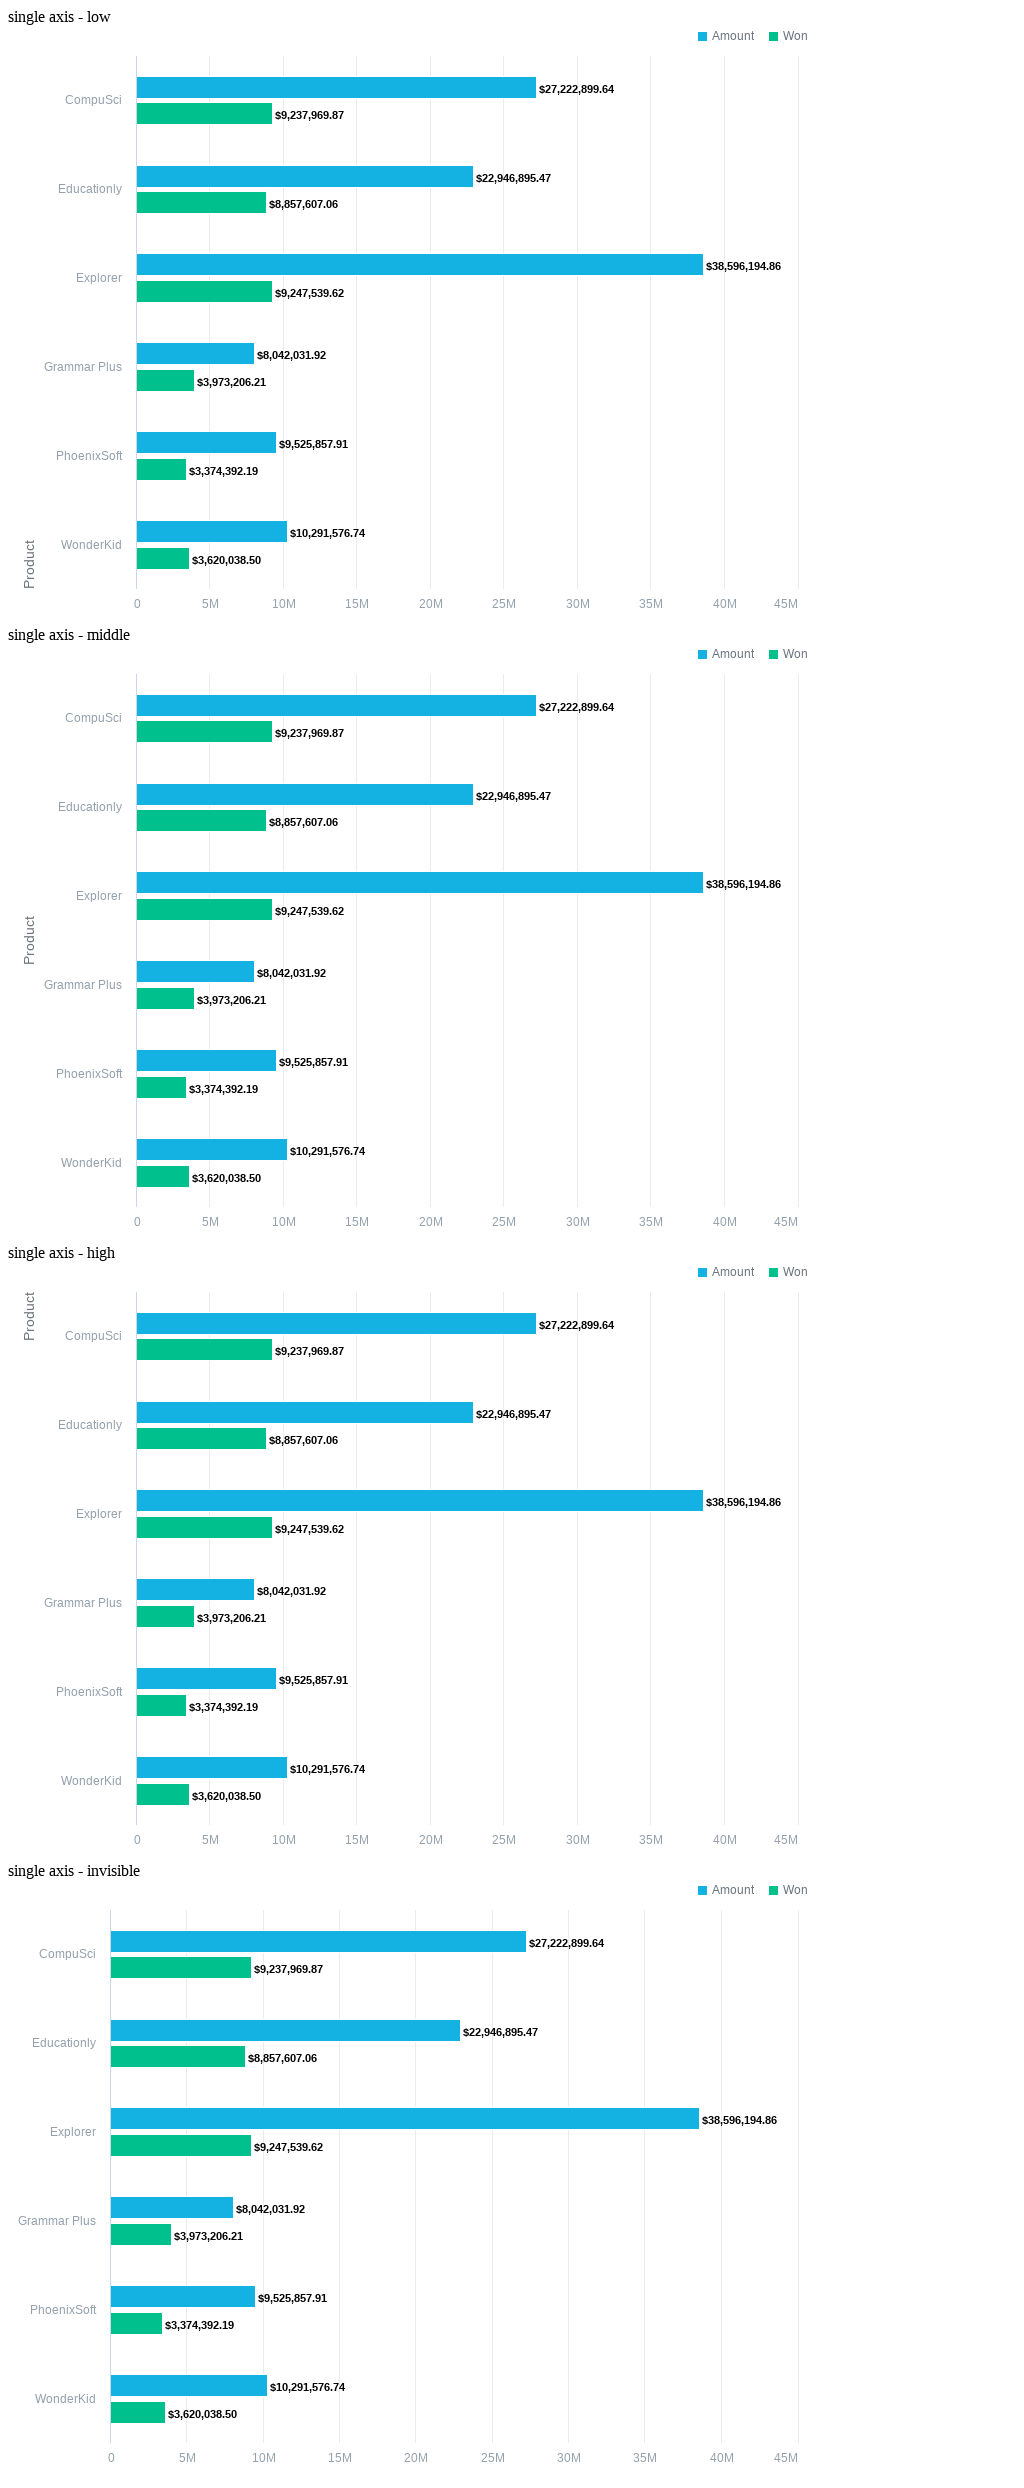 single axis - low
Amount Won
CompuSci
$27,222,899.64
$9,237,969.87
Educationly
$22,946,895.47
$8,857,607.06
Explorer
$38,596,194.86
$9,247,539.62
Grammar Plus
$8,042,031.92
$3,973,206.21
PhoenixSoft
$9,525,857.91
$3,374,392.19
WonderKid
$10,291,576.74
$3,620,038.50
Product
0 5M 10M 15M 20M 25M 30M 35M 40M 45M
single axis - middle
Amount Won
CompuSci
$27,222,899.64
$9,237,969.87
Educationly
$22,946,895.47
$8,857,607.06
Explorer
$38,596,194.86
$9,247,539.62
Product
Grammar Plus
$8,042,031.92
$3,973,206.21
PhoenixSoft
$9,525,857.91
$3,374,392.19
WonderKid
$10,291,576.74
$3,620,038.50
0 5M 10M 15M 20M 25M 30M 35M 40M 45M
single axis - high
Amount Won
Product
CompuSci
$27,222,899.64
$9,237,969.87
Educationly
$22,946,895.47
$8,857,607.06
Explorer
$38,596,194.86
$9,247,539.62
Grammar Plus
$8,042,031.92
$3,973,206.21
PhoenixSoft
$9,525,857.91
$3,374,392.19
WonderKid
$10,291,576.74
$3,620,038.50
0 5M 10M 15M 20M 25M 30M 35M 40M 45M
single axis - invisible
Amount Won
CompuSci
$27,222,899.64
$9,237,969.87
Educationly
$22,946,895.47
$8,857,607.06
Explorer
$38,596,194.86
$9,247,539.62
Grammar Plus
$8,042,031.92
$3,973,206.21
PhoenixSoft
$9,525,857.91
$3,374,392.19
WonderKid
$10,291,576.74
$3,620,038.50
0 5M 10M 15M 20M 25M 30M 35M 40M 45M